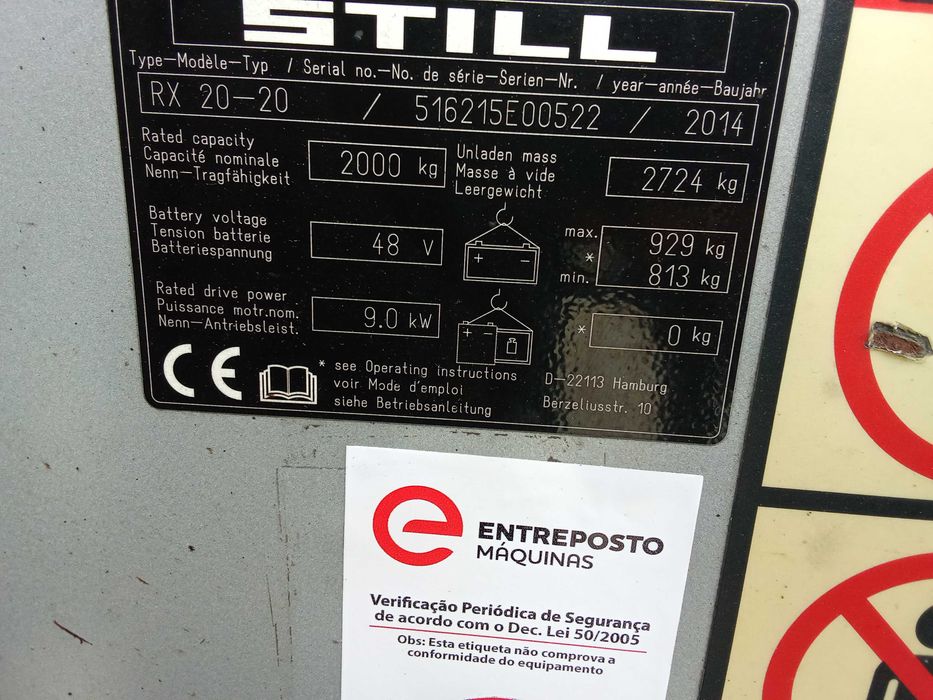 STILL
Type-Modèle-Typ / Serial no.-No. de série-Serien-Nr. / year-année-Baujahr
RX 20-20 / 516215E00522 / 2014
Rated capacity
Capacité nominale
Nenn-Tragfähigkeit
2000 kg
Unladen mass
Masse à vide
Leergewicht
2724 kg
Battery voltage
Tension batterie
Batteriespannung
48 V
+ -
max. 929 kg
*
min. 813 kg
Rated drive power
Puissance motr.nom.
Nenn-Antriebsleist.
9.0 kW
+ -
* 0 kg
CE
* see Operating instructions
voir Mode d'emploi
siehe Betriebsanleitung
D-22113 Hamburg
Berzeliusstr. 10
e ENTREPOSTO
MÁQUINAS
Verificação Periódica de Segurança
de acordo com o Dec. Lei 50/2005
Obs: Esta etiqueta não comprova a
conformidade do equipamento